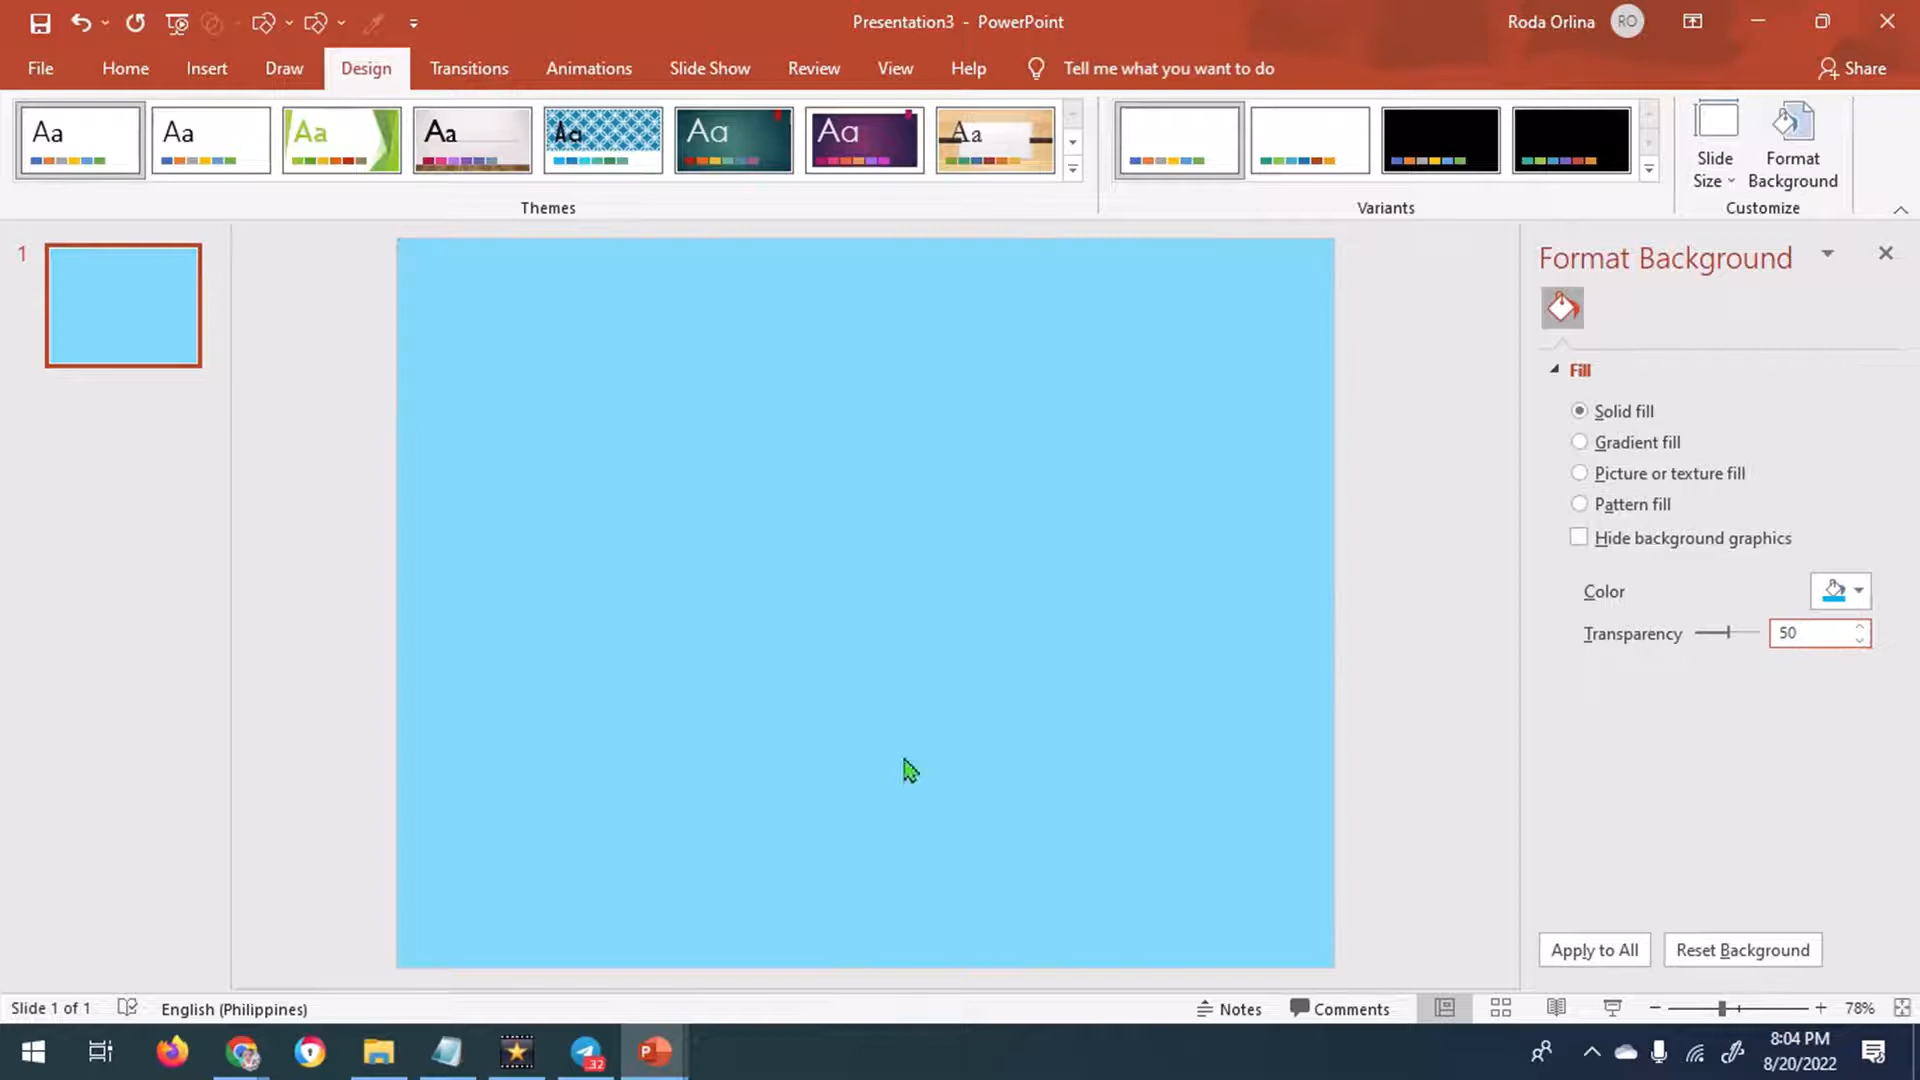 Presentation3 - PowerPoint
Roda Orlina
RO
File
Home
Insert
Draw
Design
Transitions
Animations
Slide Show
Review
View
Help
Tell me what you want to do
Share
Aa
Aa
Aa
Aa
Aa
Aa
Aa
Aa
Slide
Size
Format
Background
Themes
Variants
Customize
1
Format Background
Fill
Solid fill
Gradient fill
Picture or texture fill
Pattern fill
Hide background graphics
Color
Transparency
50
Apply to All
Reset Background
Slide 1 of 1
English (Philippines)
Notes
Comments
78%
32
P
8:04 PM
8/20/2022